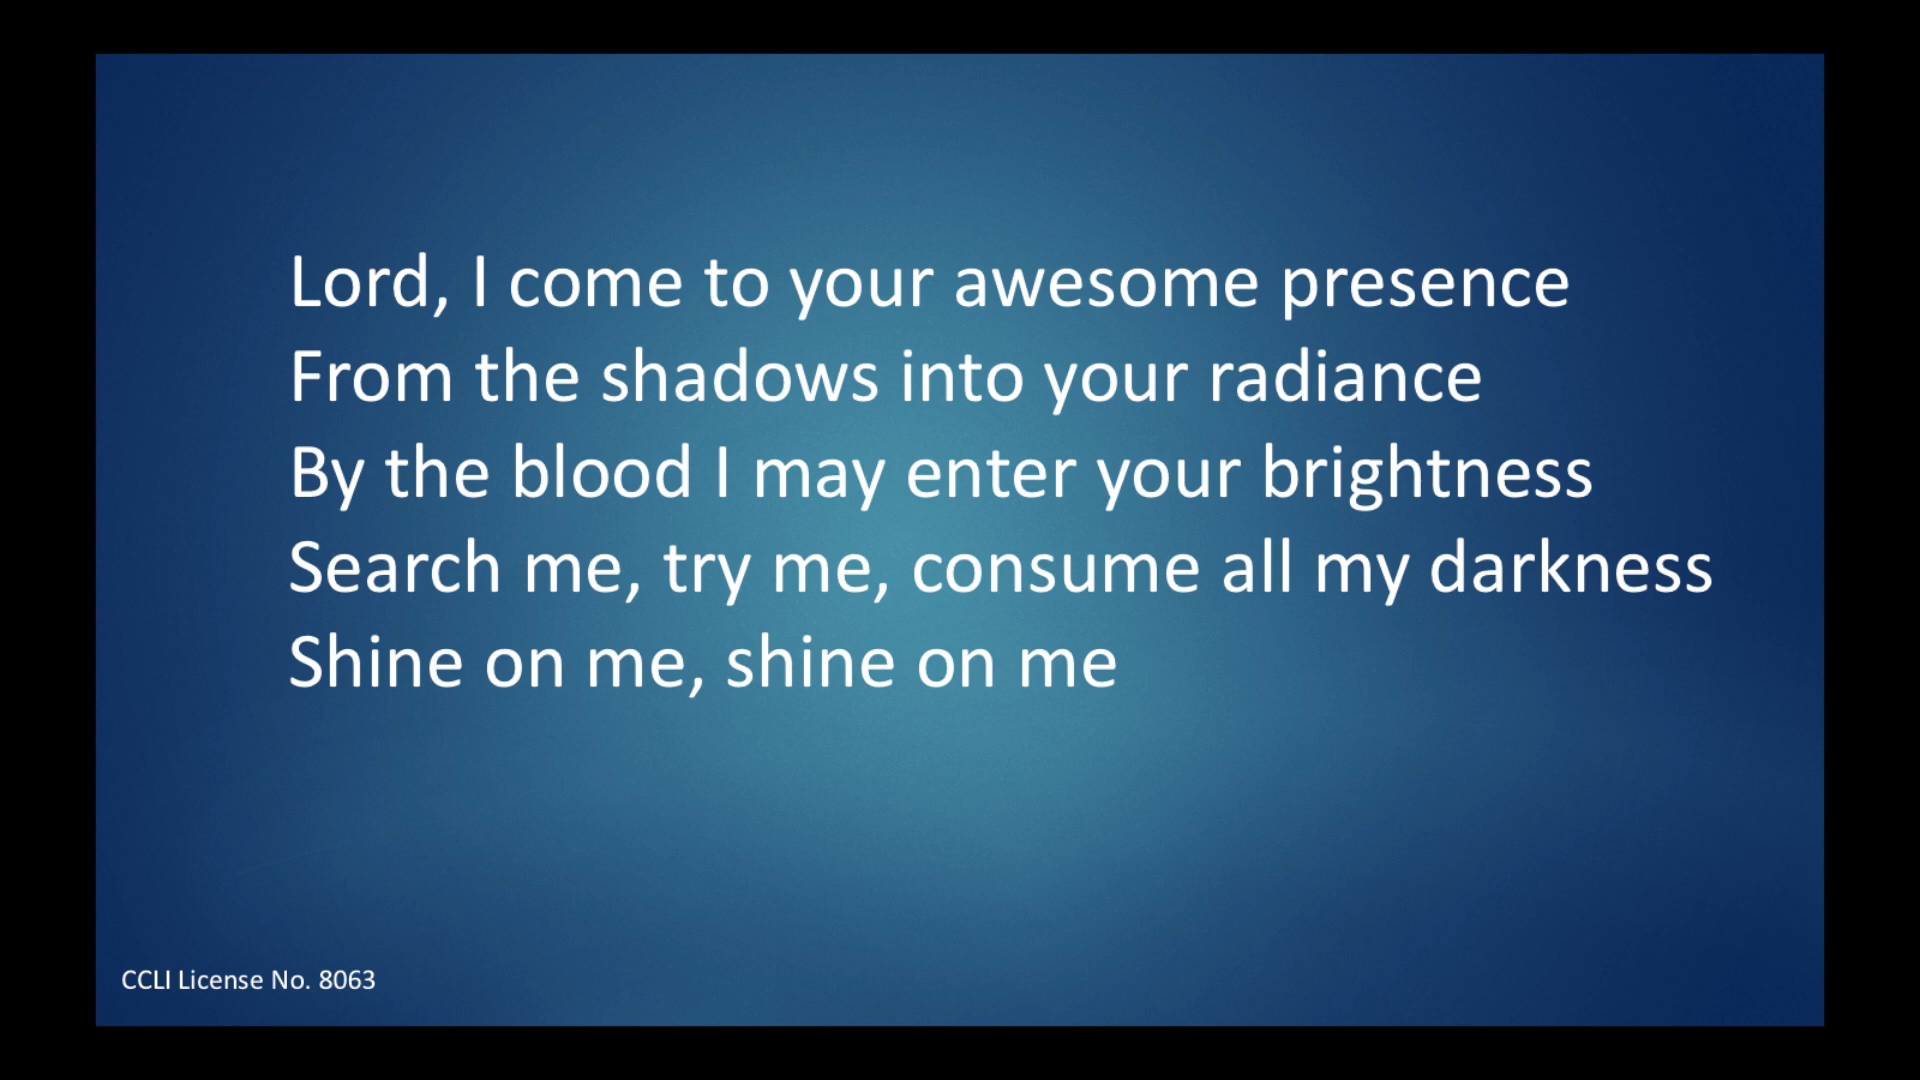 Lord, I come to your awesome presence
From the shadows into your radiance
By the blood I may enter your brightness
Search me, try me, consume all my darkness
Shine on me, shine on me
CCLI License No. 8063